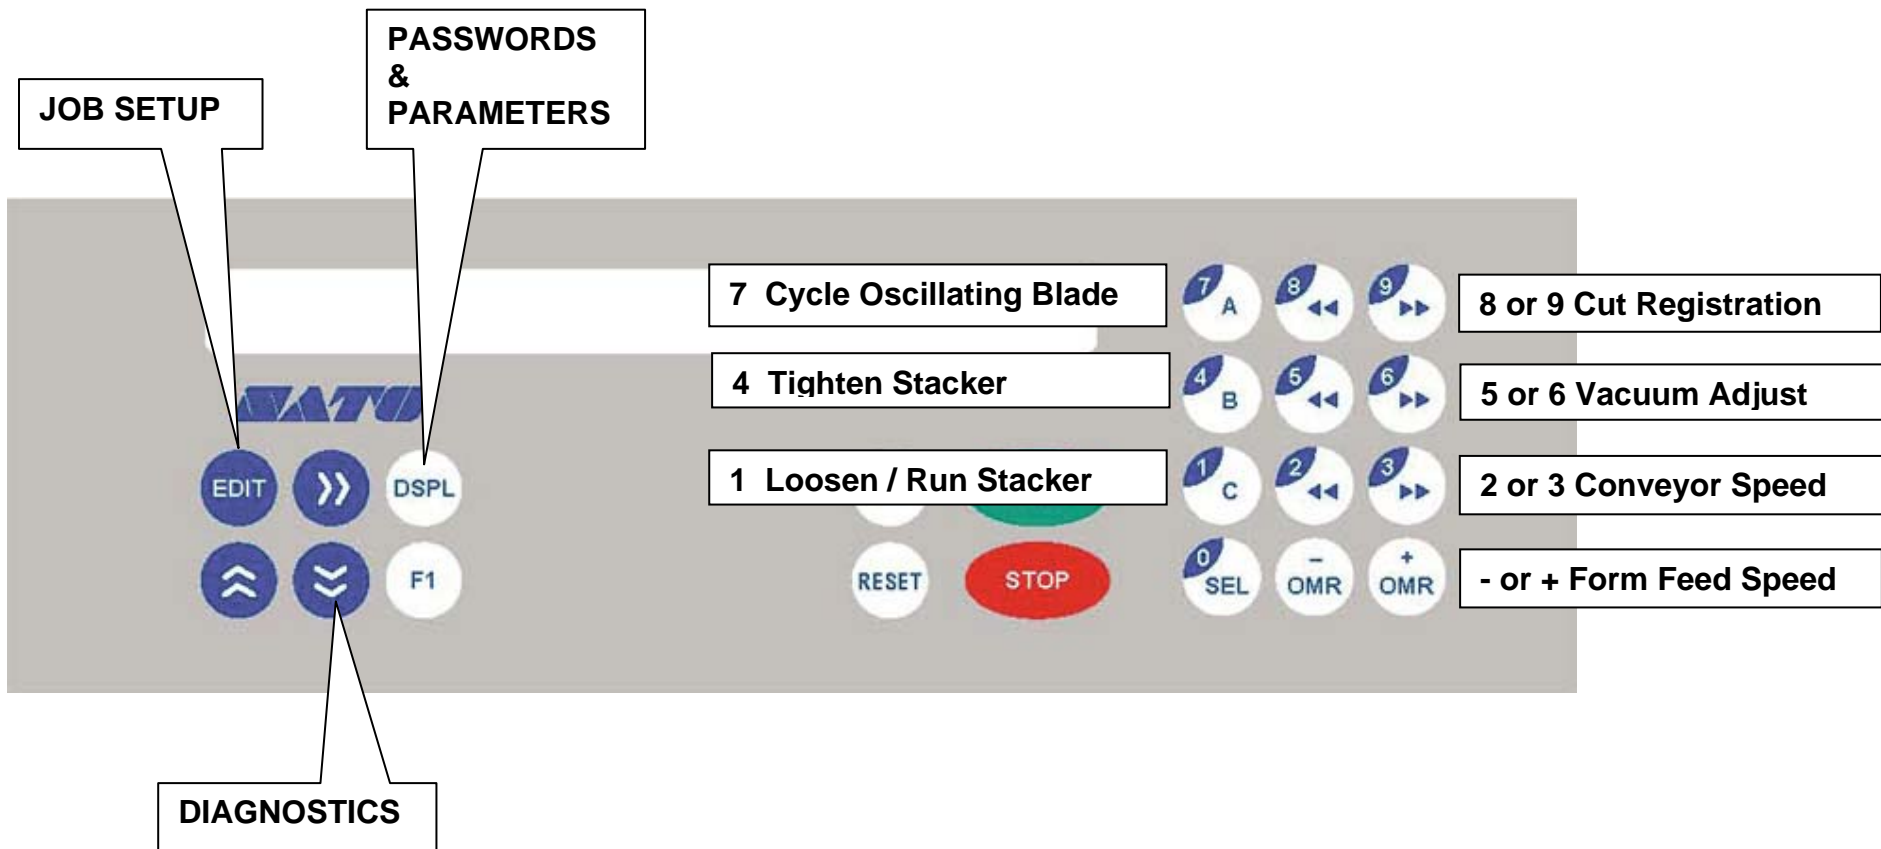 PASSWORDS
&
PARAMETERS
JOB SETUP
7 Cycle Oscillating Blade
7 A
8
9
8 or 9 Cut Registration
4 Tighten Stacker
4 B
5
6
5 or 6 Vacuum Adjust
SATO
EDIT
DSPL
1 Loosen / Run Stacker
1 C
2
3
2 or 3 Conveyor Speed
F1
RESET
STOP
0 SEL
- OMR
+ OMR
- or + Form Feed Speed
DIAGNOSTICS